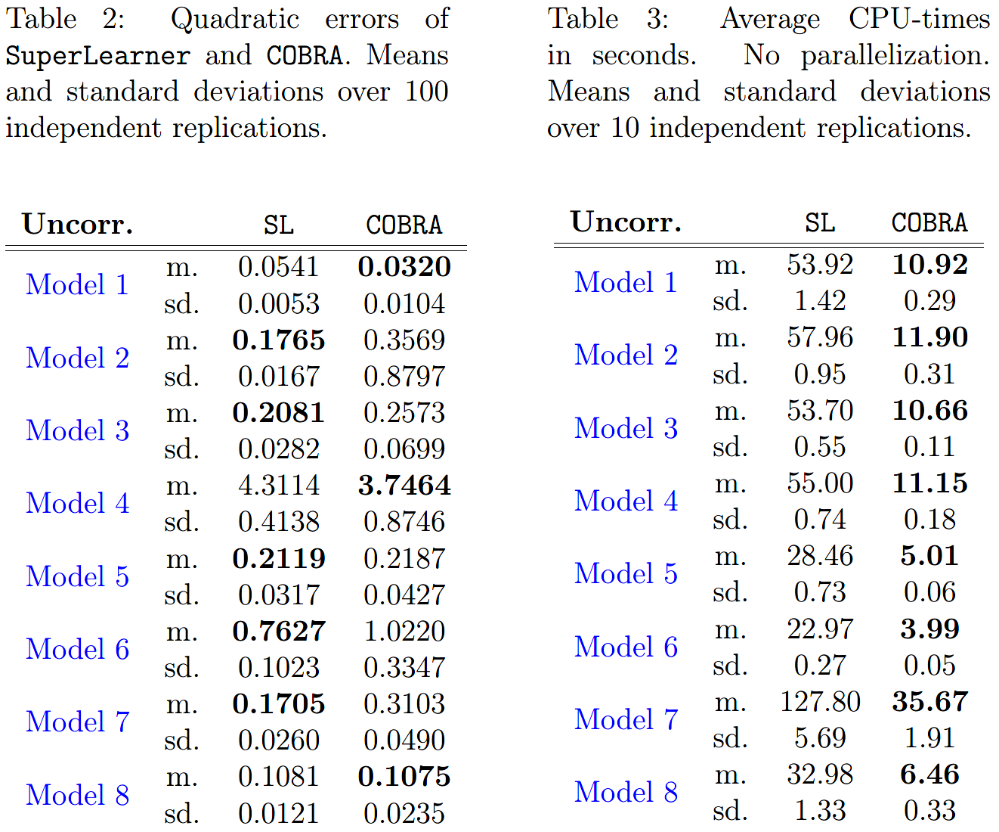 Table 2: Quadratic errors of
SuperLearner and COBRA. Means
and standard deviations over 100
independent replications.
Uncorr. SL COBRA
Model 1
m. 0.0541 0.0320
sd. 0.0053 0.0104
Model 2
m. 0.1765 0.3569
sd. 0.0167 0.8797
Model 3
m. 0.2081 0.2573
sd. 0.0282 0.0699
Model 4
m. 4.3114 3.7464
sd. 0.4138 0.8746
Model 5
m. 0.2119 0.2187
sd. 0.0317 0.0427
Model 6
m. 0.7627 1.0220
sd. 0.1023 0.3347
Model 7
m. 0.1705 0.3103
sd. 0.0260 0.0490
Model 8
m. 0.1081 0.1075
sd. 0.0121 0.0235
Table 3: Average CPU-times
in seconds. No parallelization.
Means and standard deviations
over 10 independent replications.
Uncorr. SL COBRA
Model 1
m. 53.92 10.92
sd. 1.42 0.29
Model 2
m. 57.96 11.90
sd. 0.95 0.31
Model 3
m. 53.70 10.66
sd. 0.55 0.11
Model 4
m. 55.00 11.15
sd. 0.74 0.18
Model 5
m. 28.46 5.01
sd. 0.73 0.06
Model 6
m. 22.97 3.99
sd. 0.27 0.05
Model 7
m. 127.80 35.67
sd. 5.69 1.91
Model 8
m. 32.98 6.46
sd. 1.33 0.33